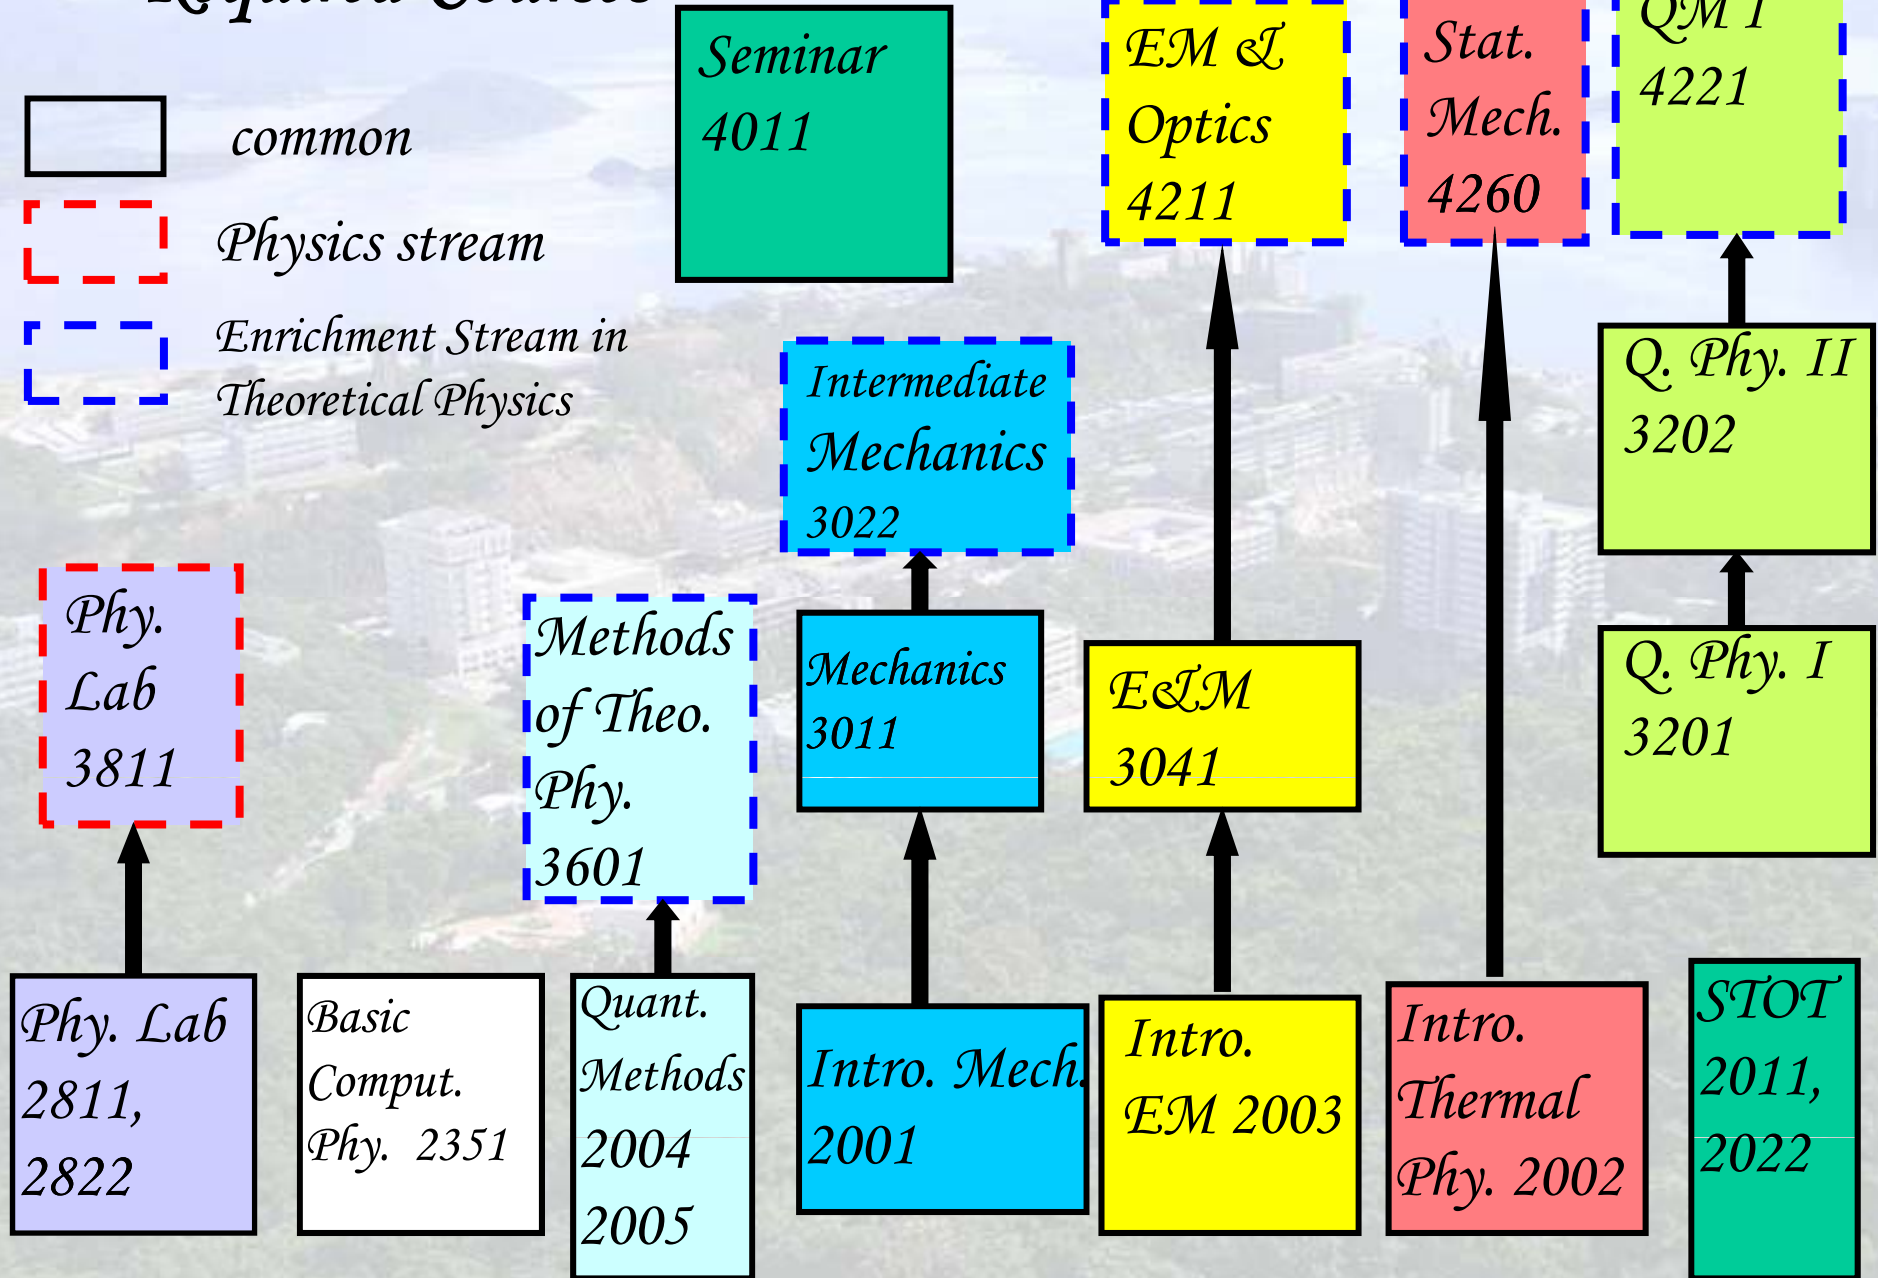 Required Courses
common
Physics stream
Enrichment Stream in
Theoretical Physics
Seminar
4011
EM &
Optics
4211
Stat.
Mech.
4260
QM I
4221
Intermediate
Mechanics
3022
Q. Phy. II
3202
Phy.
Lab
3811
Methods
of Theo.
Phy.
3601
Mechanics
3011
E&M
3041
Q. Phy. I
3201
Phy. Lab
2811,
2822
Basic
Comput.
Phy. 2351
Quant.
Methods
2004
2005
Intro. Mech.
2001
Intro.
EM 2003
Intro.
Thermal
Phy. 2002
STOT
2011,
2022